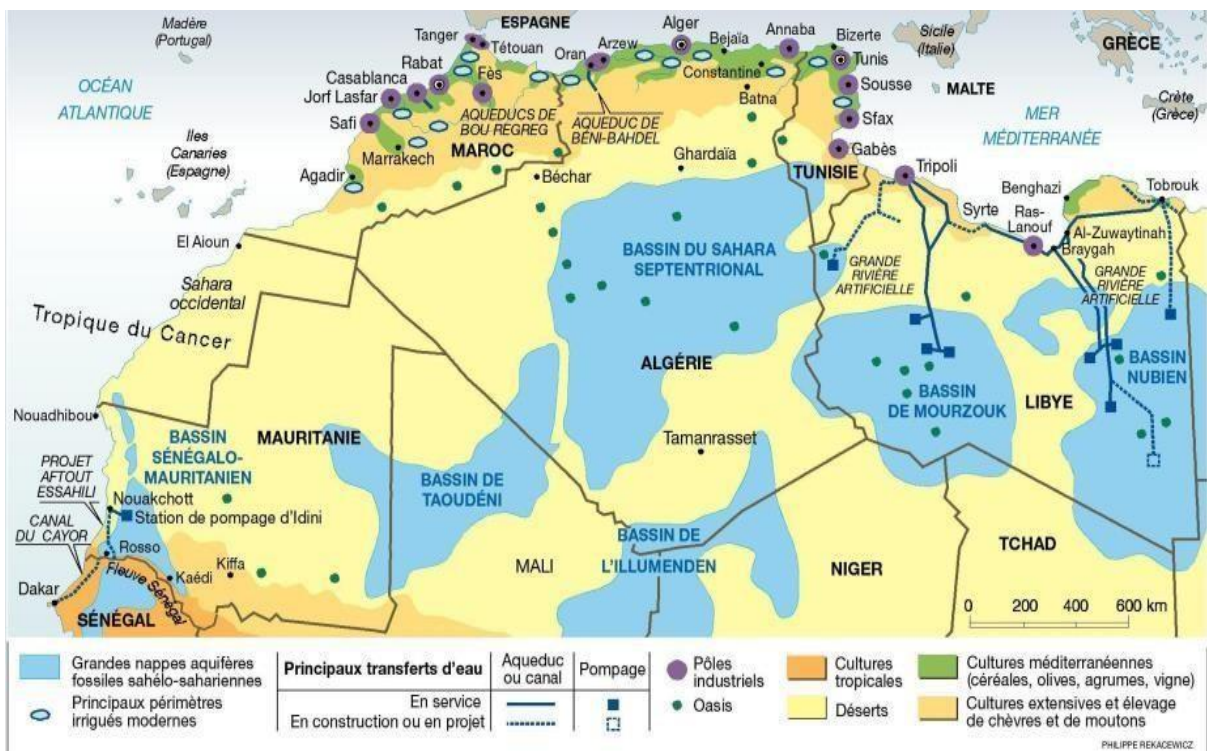 Madère
(Portugal)
ESPAGNE
Tanger
Tétouan
Oran
Arzew
Alger
Bejaïa
Annaba
Bizerte
Sicile
(Italie)
GRÈCE
OCÉAN
ATLANTIQUE
Rabat
Casablanca
Fès
Constantine
Tunis
Jorf Lasfar
Batna
Sousse
MALTE
Safi
AQUEDUCS DE
BOU-REGREG
AQUEDUC DE
BÉNI-BAHDEL
Sfax
MER
MÉDITERRANÉE
Crète
(Grèce)
Iles
Canaries
(Espagne)
Marrakech
MAROC
Ghardaïa
Gabès
TUNISIE
Tripoli
Agadir
Béchar
Benghazi
Tobrouk
El Aioun
Syrte
Ras-
Lanouf
Al-Zuwaytinah
Braygah
BASSIN DU SAHARA
SEPTENTRIONAL
GRANDE
RIVIÈRE
ARTIFICIELLE
GRANDE
RIVIÈRE
ARTIFICIELLE
Sahara
occidental
Tropique du Cancer
ALGÉRIE
BASSIN
NUBIEN
BASSIN
DE MOURZOUK
LIBYE
Nouadhibou
MAURITANIE
BASSIN
SÉNÉGALO-
MAURITANIEN
Tamanrasset
PROJET
AFTOUT
ESSAHILI
BASSIN DE
TAOUDÉNI
Nouakchott
Station de pompage d'Idini
CANAL
DU CAYOR
Rosso
BASSIN DE
L'ILLUMENDEN
TCHAD
Kiffa
Kaédi
MALI
NIGER
Fleuve Sénégal
Dakar
SÉNÉGAL
0 200 400 600 km
Grandes nappes aquifères
fossiles sahélo-sahariennes
Principaux périmètres
irrigués modernes
Principaux transferts d'eau
Aqueduc
ou canal
Pompage
En service
En construction ou en projet
Pôles
industriels
Oasis
Cultures
tropicales
Déserts
Cultures méditerranéennes
(céréales, olives, agrumes, vigne)
Cultures extensives et élevage
de chèvres et de moutons
PHILIPPE REKACEWICZ